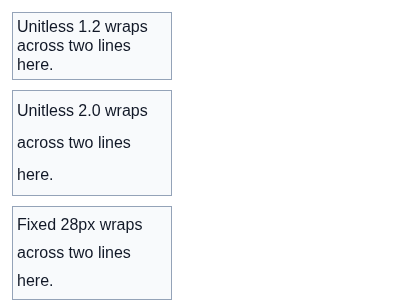 Unitless 1.2 wraps
across two lines
here.
Unitless 2.0 wraps
across two lines
here.
Fixed 28px wraps
across two lines
here.